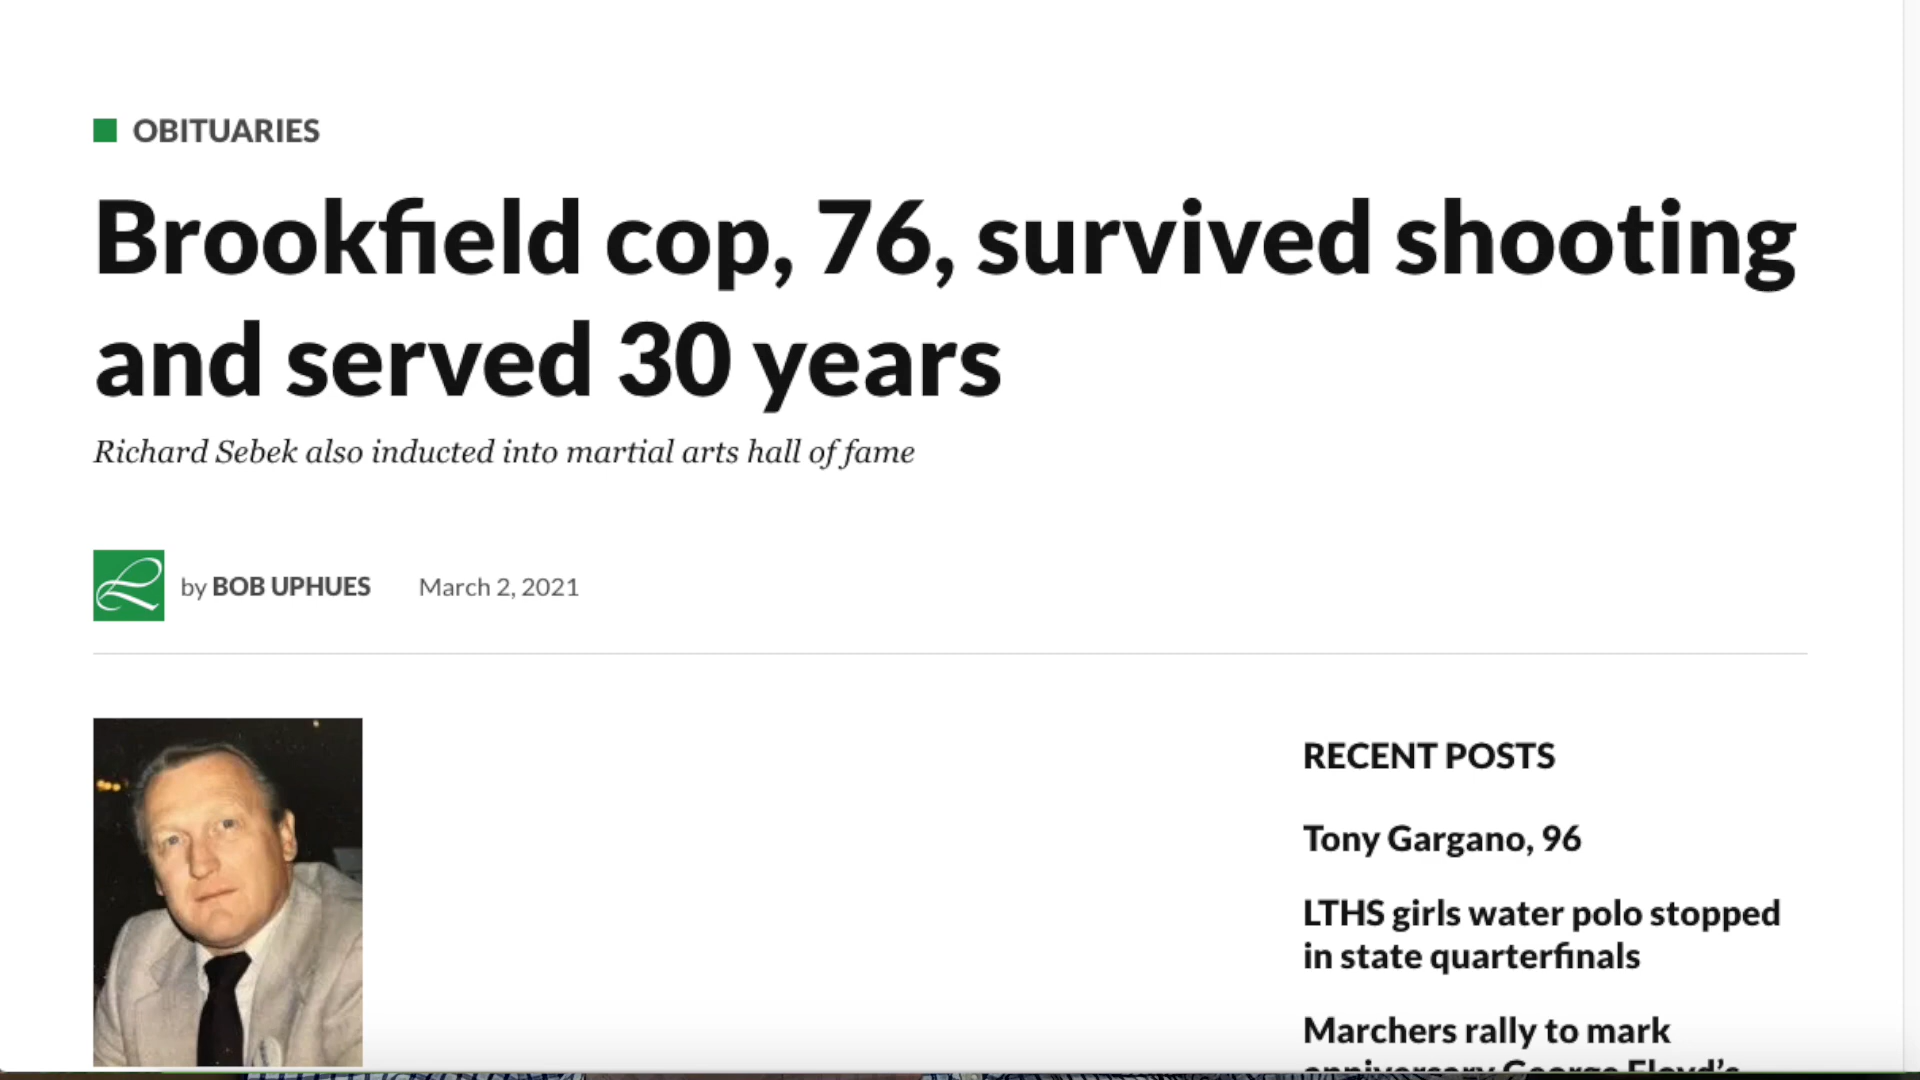 OBITUARIES
Brookfield cop, 76, survived shooting
and served 30 years
Richard Sebek also inducted into martial arts hall of fame
by BOB UPHUES March 2, 2021
RECENT POSTS
Tony Gargano, 96
LTHS girls water polo stopped
in state quarterfinals
Marchers rally to mark
anniversary George Floyd's